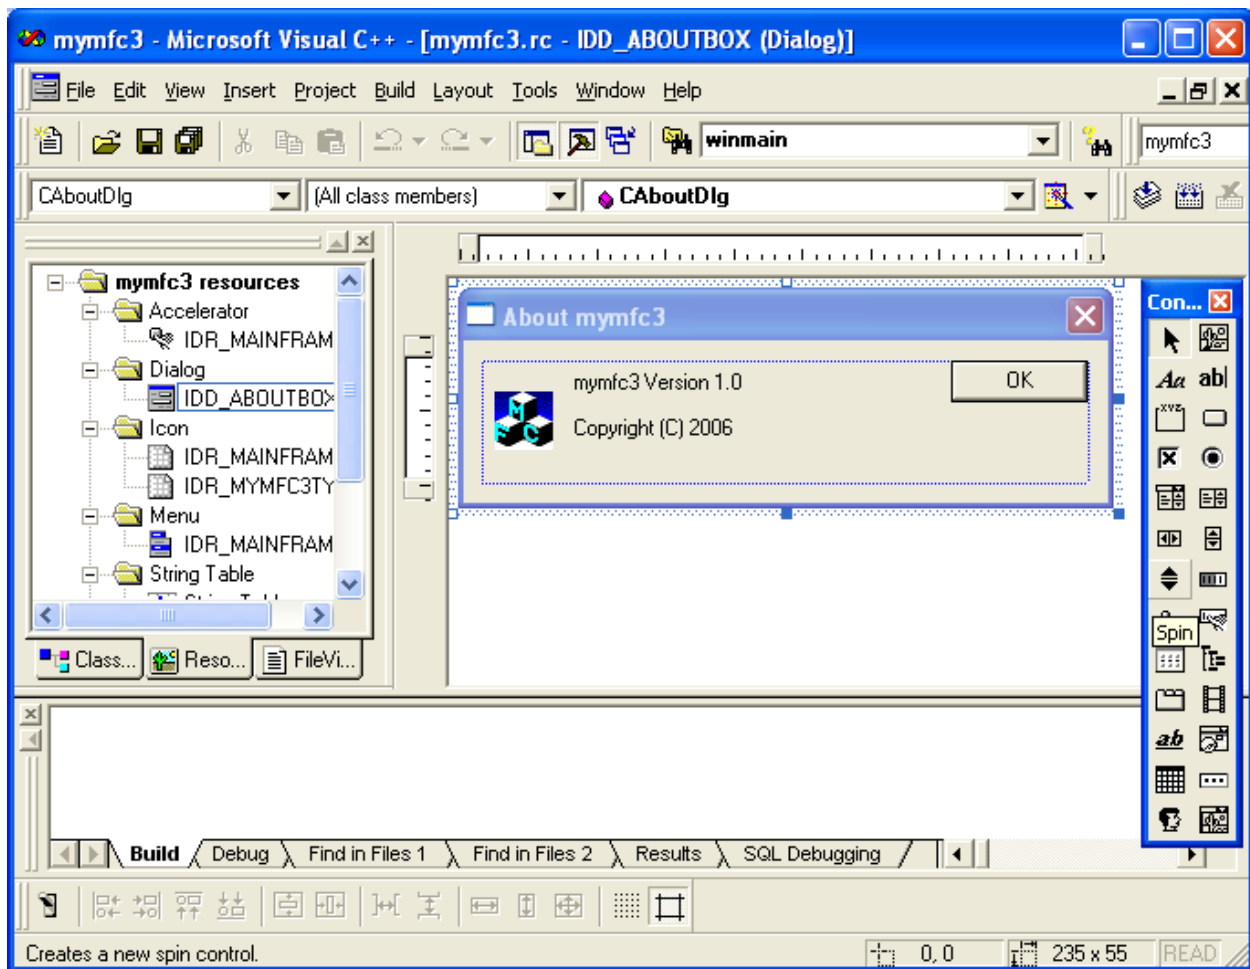 mymfc3 - Microsoft Visual C++ - [mymfc3.rc - IDD_ABOUTBOX (Dialog)]
File Edit View Insert Project Build Layout Tools Window Help
winmain
mymfc3
CAboutDlg
(All class members)
CAboutDlg
mymfc3 resources
Accelerator
IDR_MAINFRAM
Dialog
IDD_ABOUTBOX
Icon
IDR_MAINFRAM
IDR_MYMFC3TY
Menu
IDR_MAINFRAM
String Table
Class...
Reso...
FileVi...
About mymfc3
mymfc3 Version 1.0
OK
Copyright (C) 2006
Con...
Aa ab|
Spin
ab
Build
Debug
Find in Files 1
Find in Files 2
Results
SQL Debugging
Creates a new spin control.
0, 0
235 x 55
READ